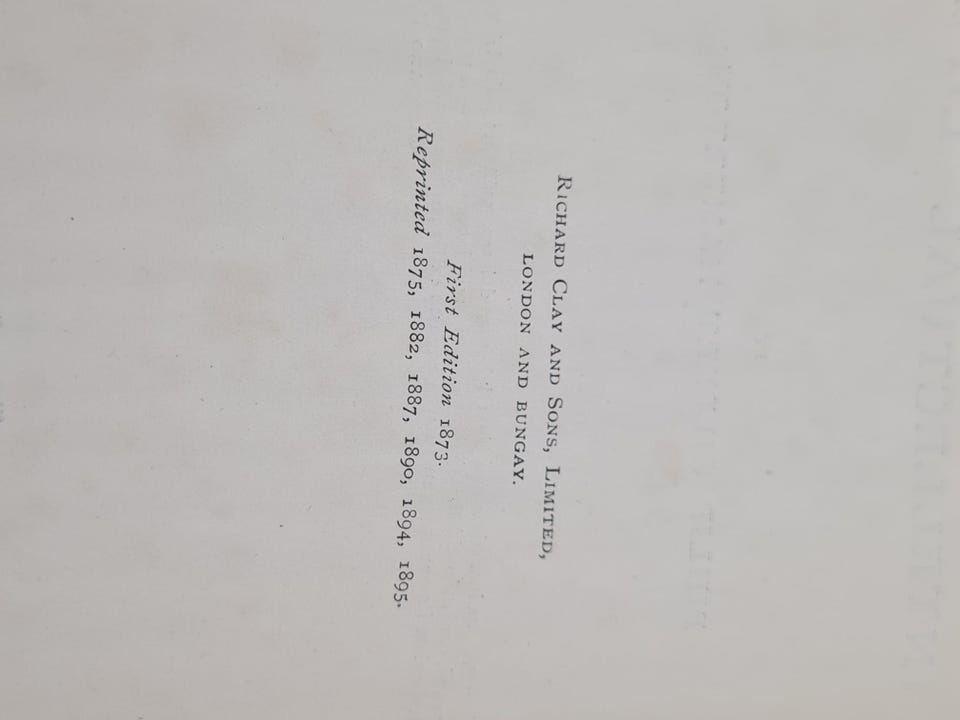 RICHARD CLAY AND SONS, LIMITED,
LONDON AND BUNGAY.
First Edition 1873.
Reprinted 1875, 1882, 1887, 1890, 1894, 1895.